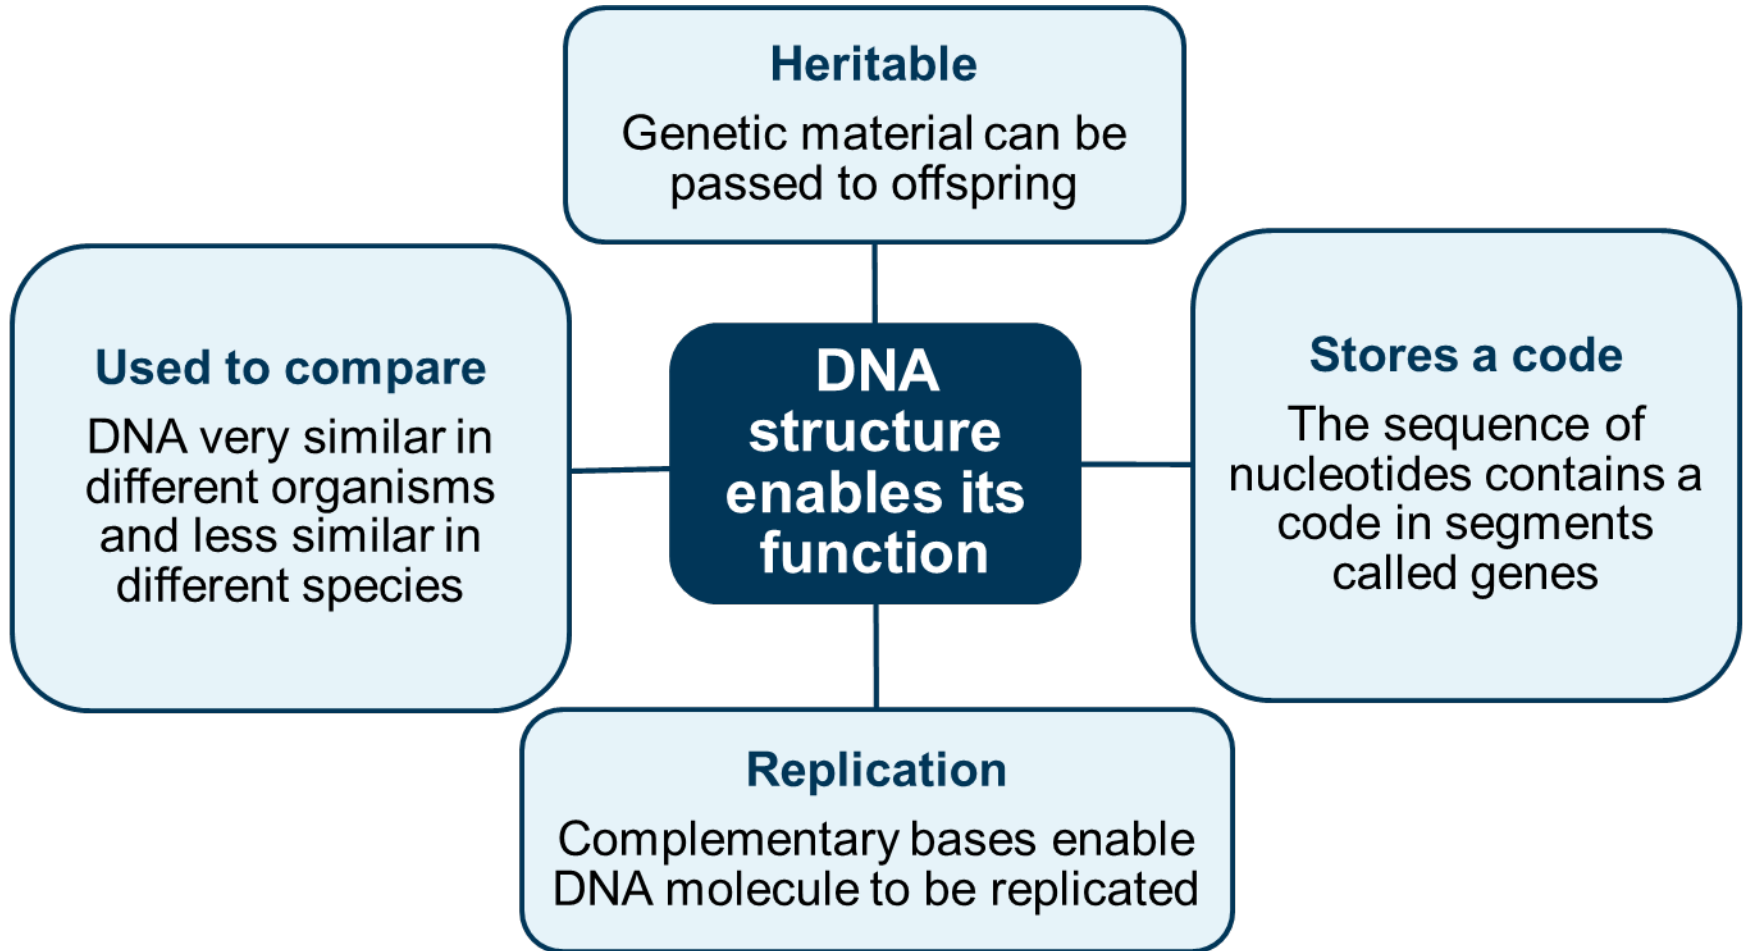 Heritable
Genetic material can be
passed to offspring
Used to compare
DNA very similar in
different organisms
and less similar in
different species
DNA
structure
enables its
function
Stores a code
The sequence of
nucleotides contains a
code in segments
called genes
Replication
Complementary bases enable
DNA molecule to be replicated